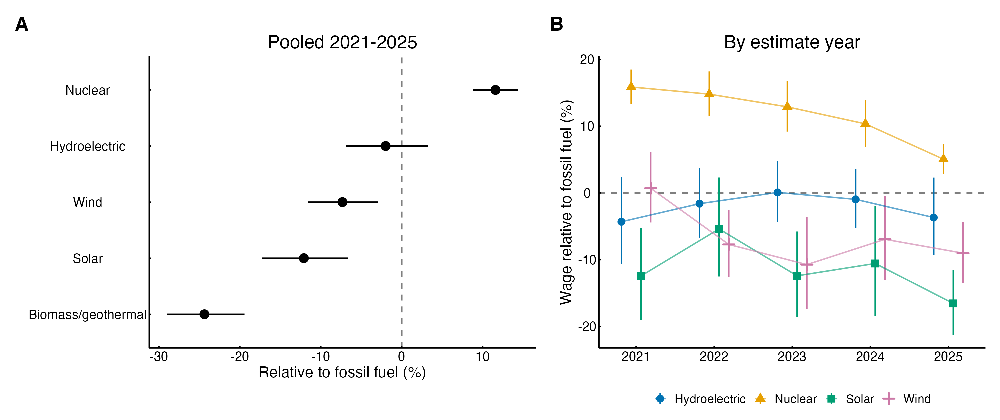 A
Pooled 2021-2025
Nuclear
Hydroelectric
Wind
Solar
Biomass/geothermal
-30 -20 -10 0 10
Relative to fossil fuel (%)
B
By estimate year
Wage relative to fossil fuel (%)
20
10
0
-10
-20
2021 2022 2023 2024 2025
Hydroelectric Nuclear Solar Wind